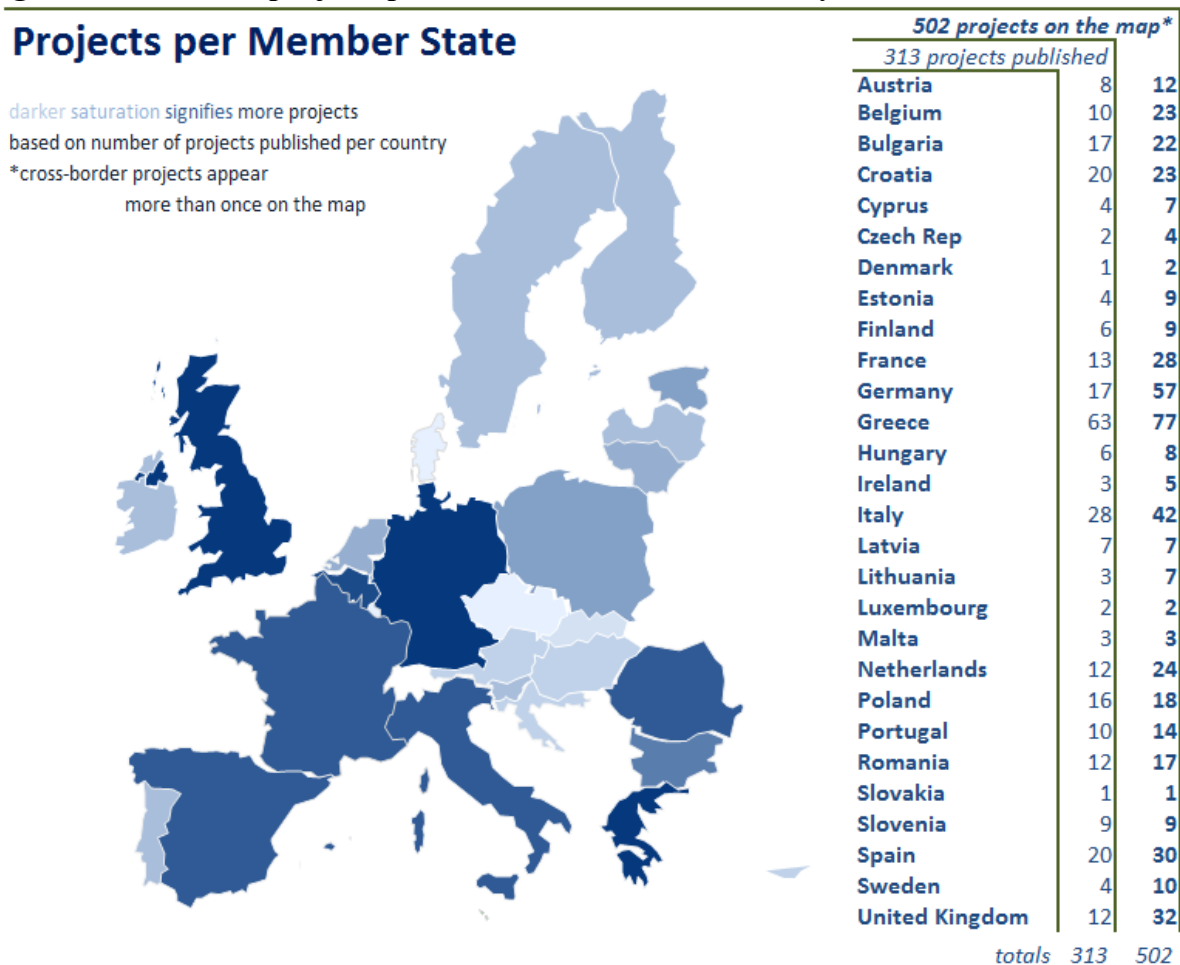 Projects per Member State
darker saturation signifies more projects
based on number of projects published per country
*cross-border projects appear
more than once on the map
502 projects on the map*
313 projects published
Austria 8 12
Belgium 10 23
Bulgaria 17 22
Croatia 20 23
Cyprus 4 7
Czech Rep 2 4
Denmark 1 2
Estonia 4 9
Finland 6 9
France 13 28
Germany 17 57
Greece 63 77
Hungary 6 8
Ireland 3 5
Italy 28 42
Latvia 7 7
Lithuania 3 7
Luxembourg 2 2
Malta 3 3
Netherlands 12 24
Poland 16 18
Portugal 10 14
Romania 12 17
Slovakia 1 1
Slovenia 9 9
Spain 20 30
Sweden 4 10
United Kingdom 12 32
totals 313 502